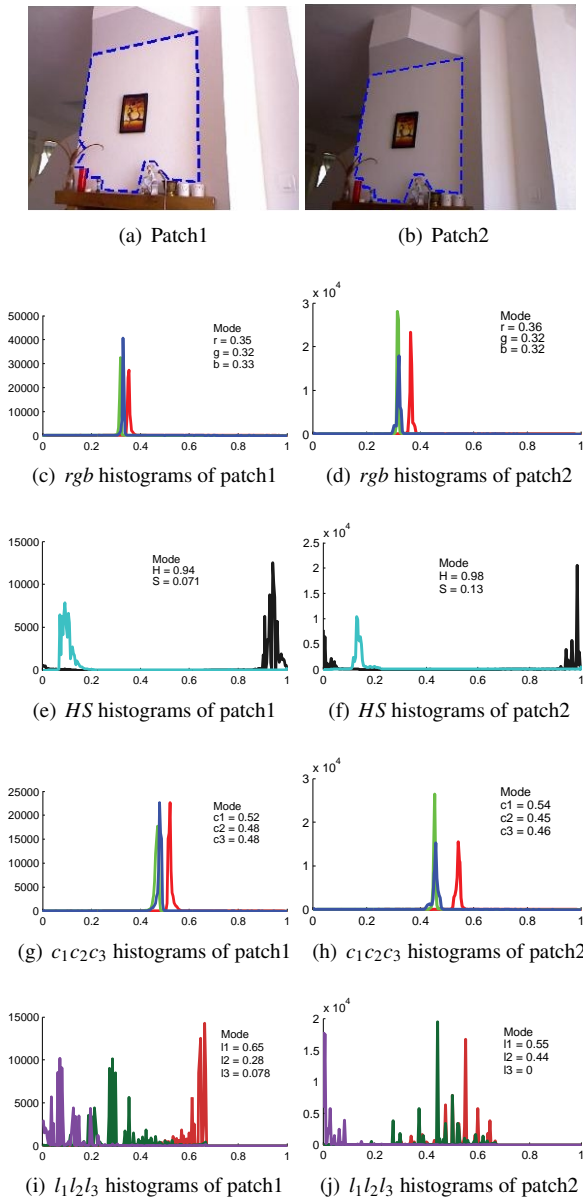 (a) Patch1
(b) Patch2
50000
40000
30000
20000
10000
0
0
0.2
0.4
0.6
0.8
1
Mode
r = 0.35
g = 0.32
b = 0.33
(c) rgb histograms of patch1
x 10^4
3
2
1
0
0
0.2
0.4
0.6
0.8
1
Mode
r = 0.36
g = 0.32
b = 0.32
(d) rgb histograms of patch2
15000
10000
5000
0
0
0.2
0.4
0.6
0.8
1
Mode
H = 0.94
S = 0.071
(e) HS histograms of patch1
x 10^4
2.5
2
1.5
1
0.5
0
0
0.2
0.4
0.6
0.8
1
Mode
H = 0.98
S = 0.13
(f) HS histograms of patch2
25000
20000
15000
10000
5000
0
0
0.2
0.4
0.6
0.8
1
Mode
c1 = 0.52
c2 = 0.48
c3 = 0.48
(g) c₁c₂c₃ histograms of patch1
x 10^4
3
2
1
0
0
0.2
0.4
0.6
0.8
1
Mode
c1 = 0.54
c2 = 0.45
c3 = 0.46
(h) c₁c₂c₃ histograms of patch2
15000
10000
5000
0
0
0.2
0.4
0.6
0.8
1
Mode
l1 = 0.65
l2 = 0.28
l3 = 0.078
(i) l₁l₂l₃ histograms of patch1
x 10^4
2
1.5
1
0.5
0
0
0.2
0.4
0.6
0.8
1
Mode
l1 = 0.55
l2 = 0.44
l3 = 0
(j) l₁l₂l₃ histograms of patch2